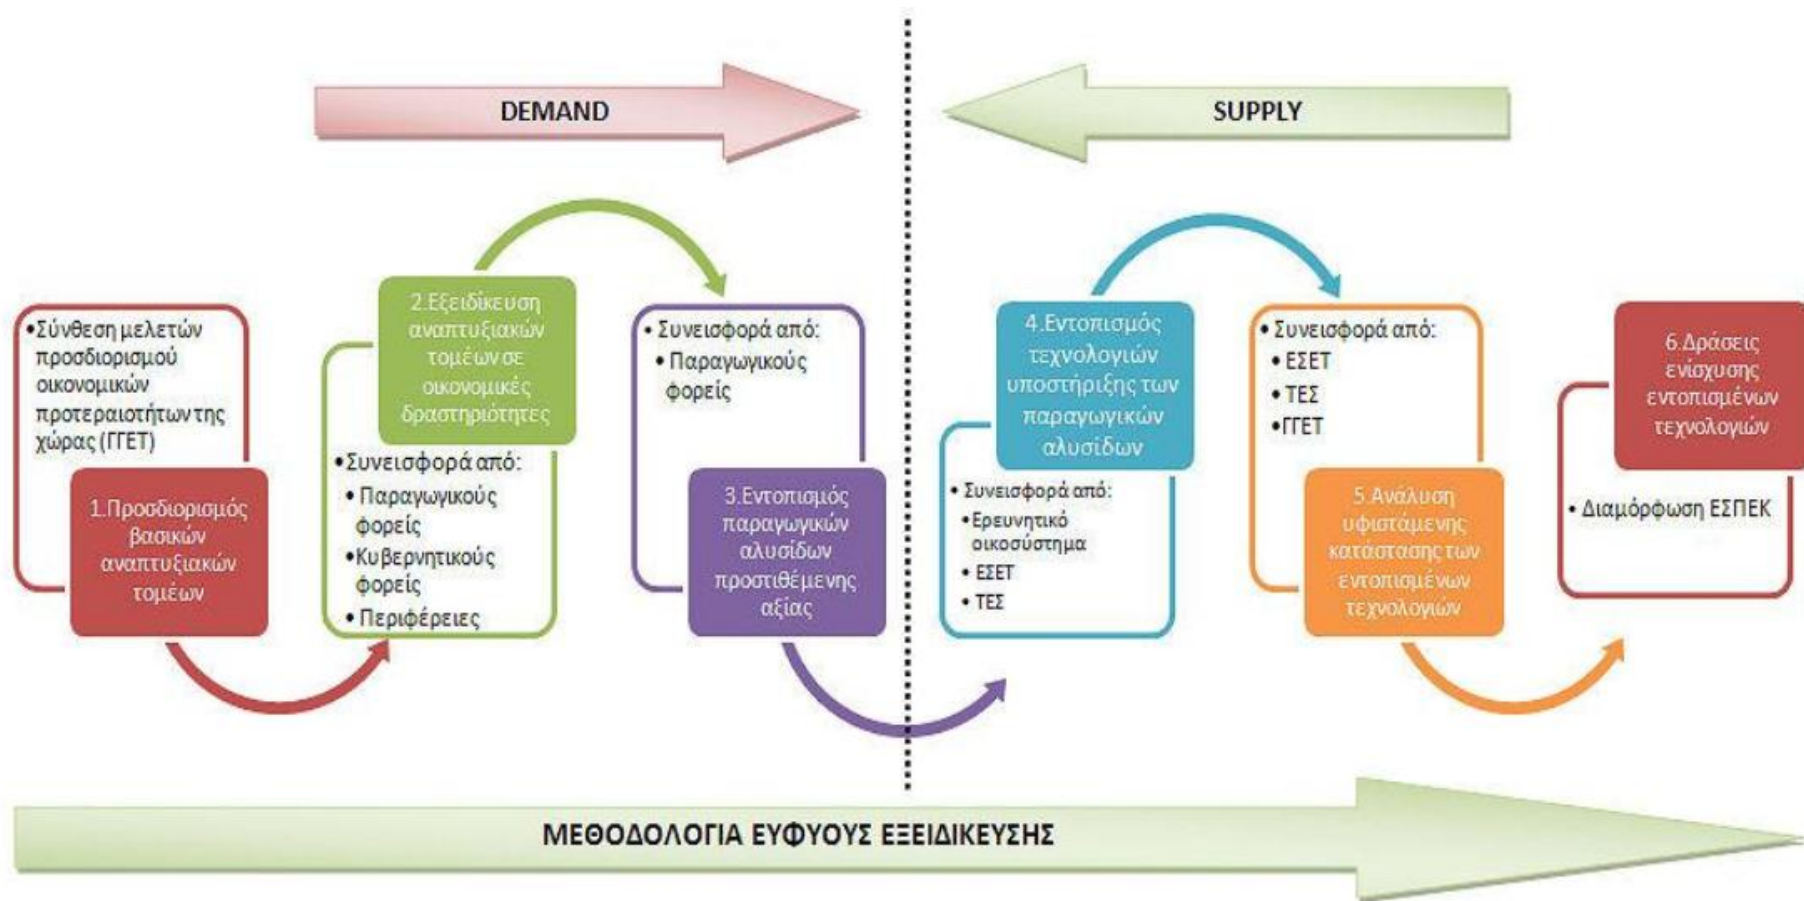 DEMAND
SUPPLY
•Σύνθεση μελετών
προσδιορισμού
οικονομικών
προτεραιοτήτων της
χώρας (ΓΓΕΤ)
1.Προσδιορισμός
βασικών
αναπτυξιακών
τομέων
2.Εξειδίκευση
αναπτυξιακών
τομέων σε
οικονομικές
δραστηριότητες
•Συνεισφορά από:
• Παραγωγικούς
φορείς
•Κυβερνητικούς
φορείς
• Περιφέρειες
• Συνεισφορά από:
• Παραγωγικούς
φορείς
3.Εντοπισμός
παραγωγικών
αλυσίδων
προστιθέμενης
αξίας
4.Εντοπισμός
τεχνολογιών
υποστήριξης των
παραγωγικών
αλυσίδων
• Συνεισφορά από:
•Ερευνητικό
οικοσύστημα
• ΕΣΕΤ
• ΤΕΣ
• Συνεισφορά από:
• ΕΣΕΤ
• ΤΕΣ
•ΓΓΕΤ
5.Ανάλυση
υφιστάμενης
κατάστασης των
εντοπισμένων
τεχνολογιών
6.Δράσεις
ενίσχυσης
εντοπισμένων
τεχνολογιών
• Διαμόρφωση ΕΣΠΕΚ
ΜΕΘΟΔΟΛΟΓΙΑ ΕΥΦΥΟΥΣ ΕΞΕΙΔΙΚΕΥΣΗΣ